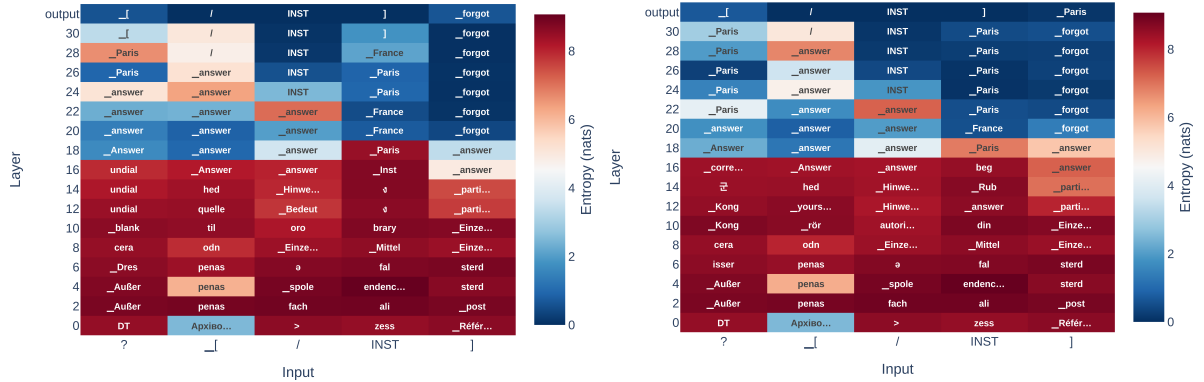 output _[ / INST ] _forgot
30 _[ / INST ] _forgot
28 _Paris / INST _France _forgot
26 _Paris _answer INST _Paris _forgot
24 _answer _answer INST _Paris _forgot
22 _answer _answer _answer _France _forgot
20 _answer _answer _answer _France _forgot
18 _Answer _answer _answer _Paris _answer
16 undial _Answer _answer _Inst _answer
14 undial hed _Hinwe… _parti…
12 undial quelle _Bedeut _parti…
10 _blank til oro brary _Einze…
8 cera odn _Einze… _Mittel _Einze…
6 _Dres penas ə fal sterd
4 _Außer penas _spole endenc… sterd
2 _Außer penas fach ali _post
0 DT Архіво… > zess _Référ…
? _[ / INST ]
Input
Layer
8
6
4
2
0
Entropy (nats)
output _[ / INST ] _Paris
30 _Paris / INST _Paris _forgot
28 _Paris _answer INST _Paris _forgot
26 _Paris _answer INST _Paris _forgot
24 _Paris _answer INST _Paris _forgot
22 _Paris _answer _answer _Paris _forgot
20 _answer _answer _answer _France _forgot
18 _Answer _answer _answer _Paris _answer
16 _corre… _Answer _answer beg _answer
14 군 hed _Hinwe… _Rub _parti…
12 _Kong _yours… _Hinwe… _answer _parti…
10 _Kong _rör autori… din _Einze…
8 cera odn _Einze… _Mittel _Einze…
6 isser penas ə fal sterd
4 _Außer penas _spole endenc… sterd
2 _Außer penas fach ali _post
0 DT Архіво… > zess _Référ…
? _[ / INST ]
Input
Layer
8
6
4
2
0
Entropy (nats)